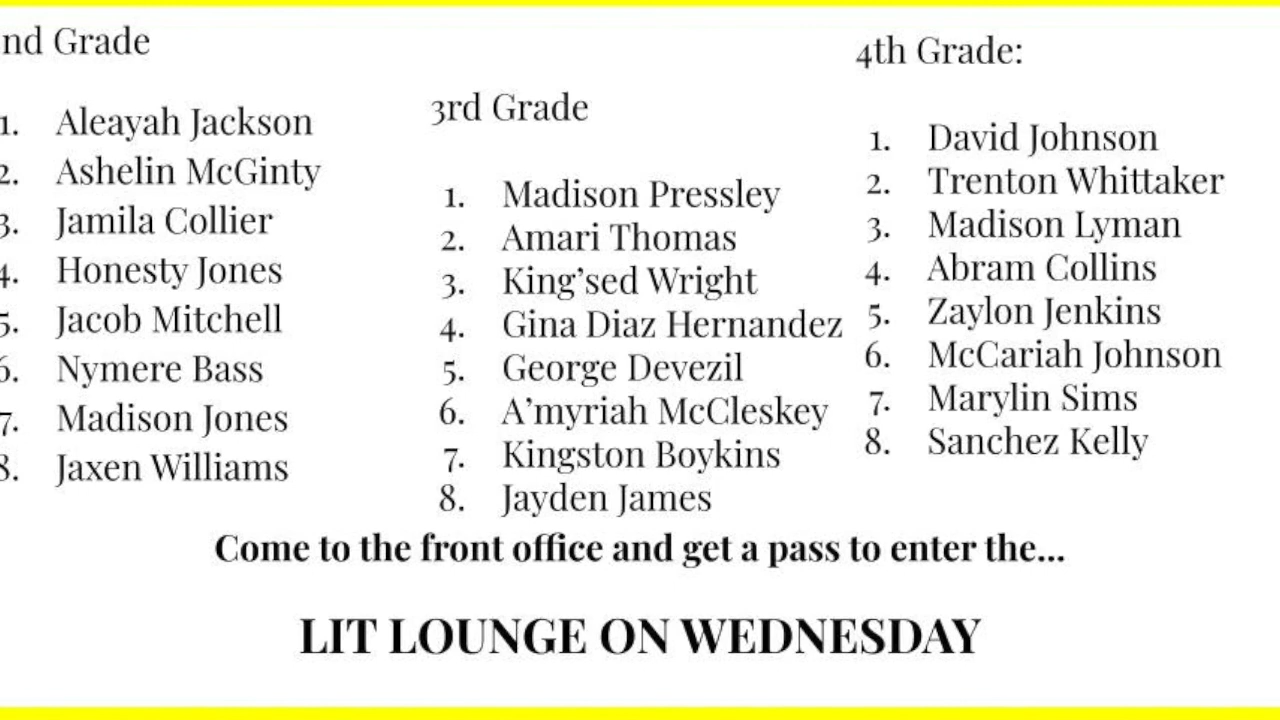 nd Grade
1. Aleayah Jackson
2. Ashelin McGinty
3. Jamila Collier
4. Honesty Jones
5. Jacob Mitchell
6. Nymere Bass
7. Madison Jones
8. Jaxen Williams
3rd Grade
1. Madison Pressley
2. Amari Thomas
3. King’sed Wright
4. Gina Diaz Hernandez
5. George Devezil
6. A’myriah McCleskey
7. Kingston Boykins
8. Jayden James
4th Grade:
1. David Johnson
2. Trenton Whittaker
3. Madison Lyman
4. Abram Collins
5. Zaylon Jenkins
6. McCariah Johnson
7. Marylin Sims
8. Sanchez Kelly
Come to the front office and get a pass to enter the...
LIT LOUNGE ON WEDNESDAY